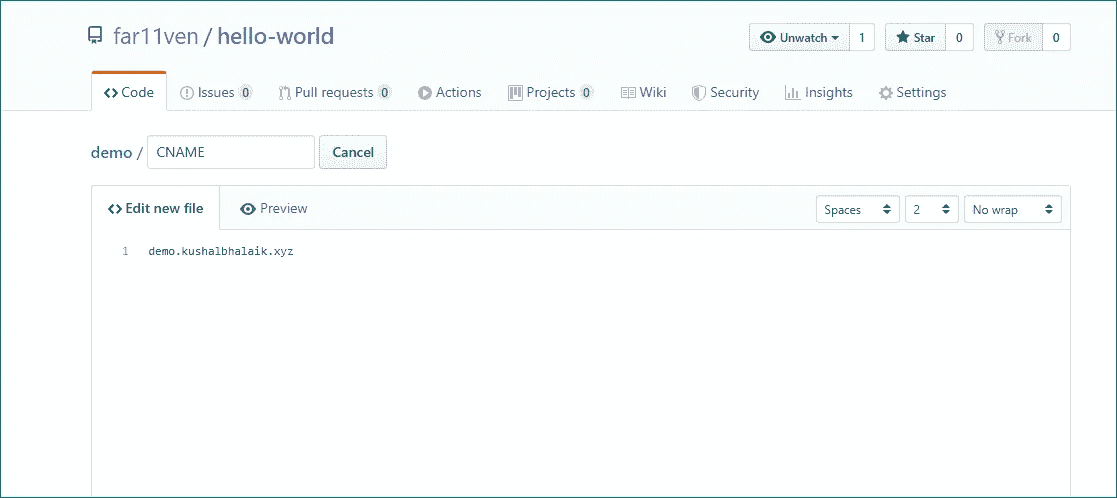 far11ven / hello-world Unwatch 1 Star 0 Fork 0
Code Issues 0 Pull requests 0 Actions Projects 0 Wiki Security Insights Settings
demo / CNAME Cancel
Edit new file Preview Spaces 2 No wrap
1 demo.kushalbhalaik.xyz